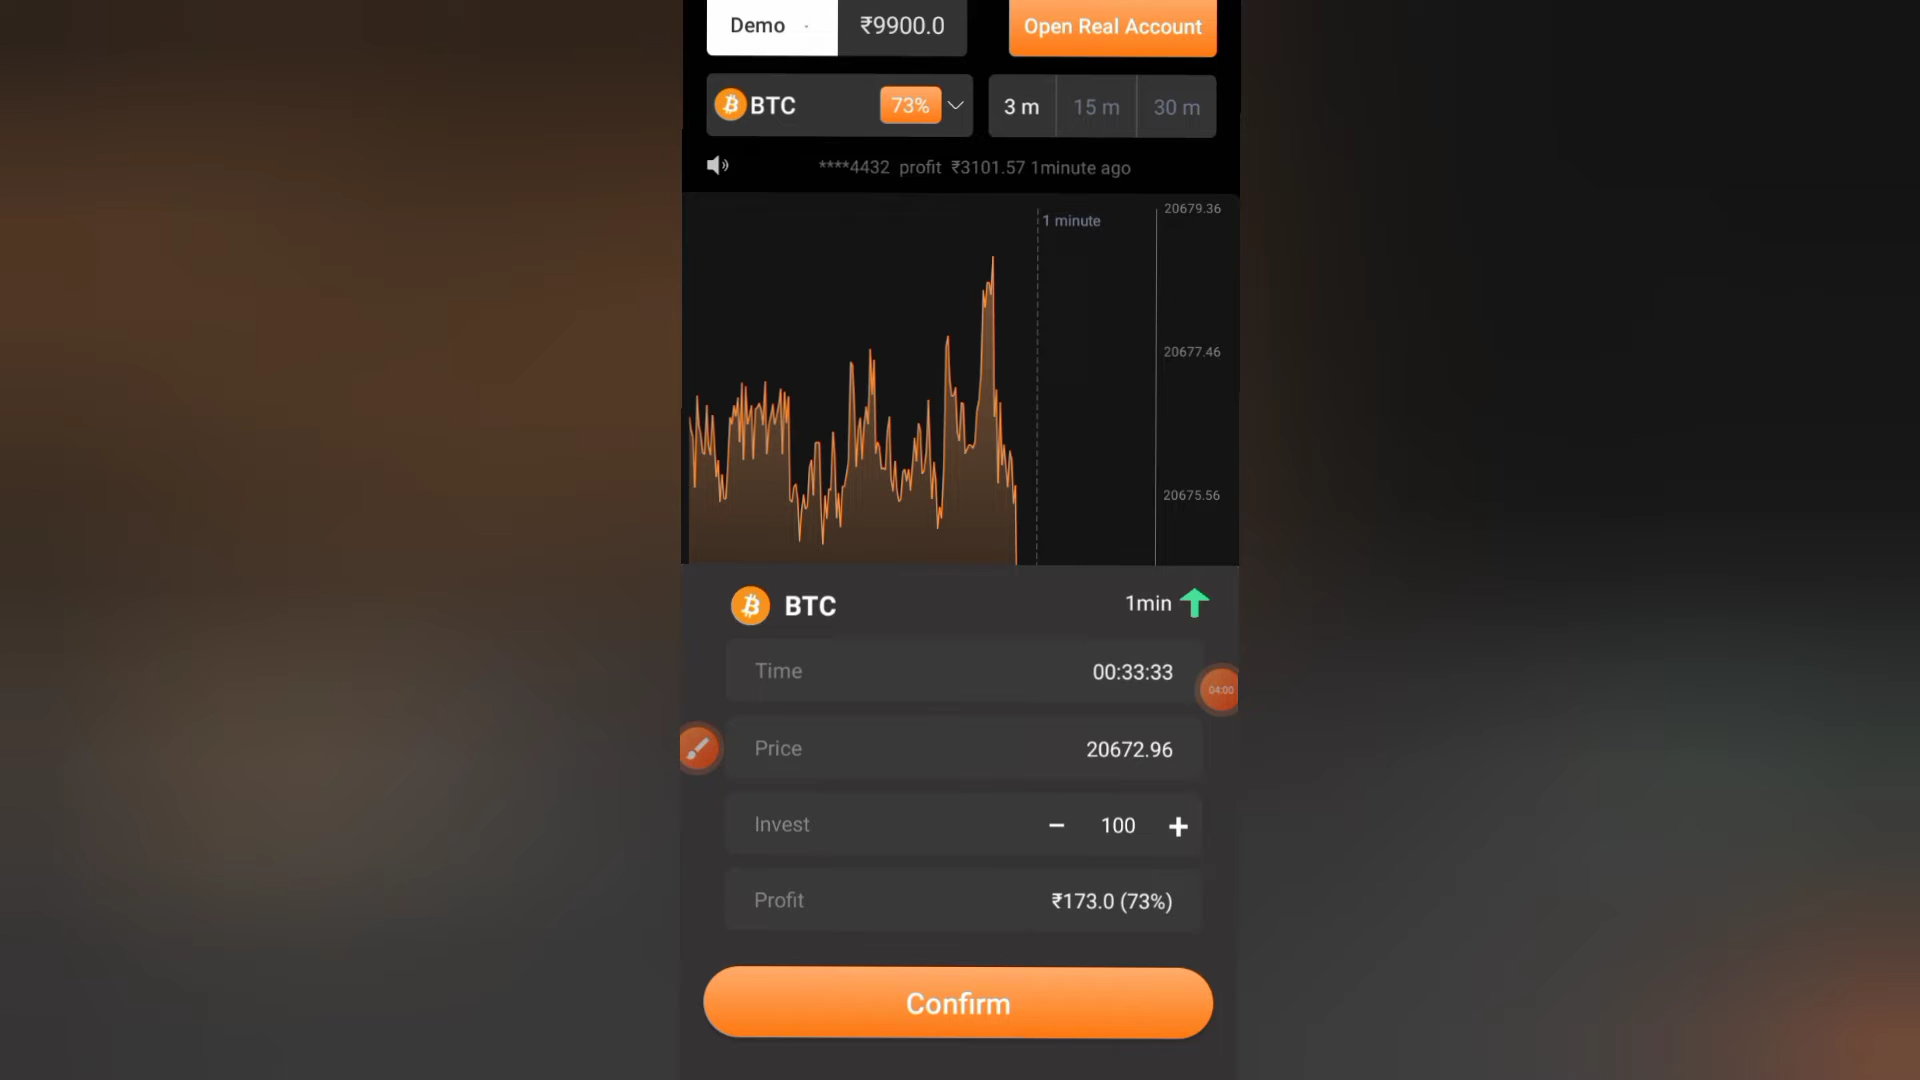 Demo ₹9900.0 Open Real Account
BTC 73% 3 m 15 m 30 m
****4432 profit ₹3101.57 1minute ago
1 minute
20679.36
20677.46
20675.56
BTC 1min
Time 00:33:33
04:00
Price 20672.96
Invest − 100 +
Profit ₹173.0 (73%)
Confirm